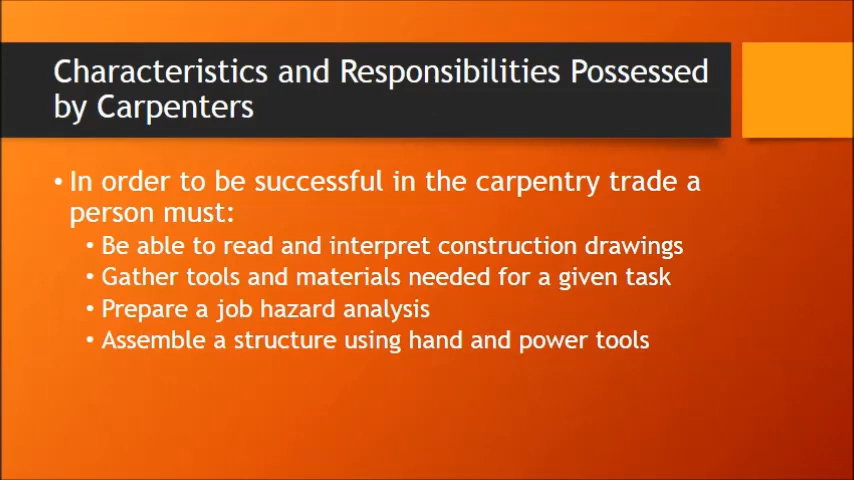 Characteristics and Responsibilities Possessed
by Carpenters
• In order to be successful in the carpentry trade a
person must:
• Be able to read and interpret construction drawings
• Gather tools and materials needed for a given task
• Prepare a job hazard analysis
• Assemble a structure using hand and power tools